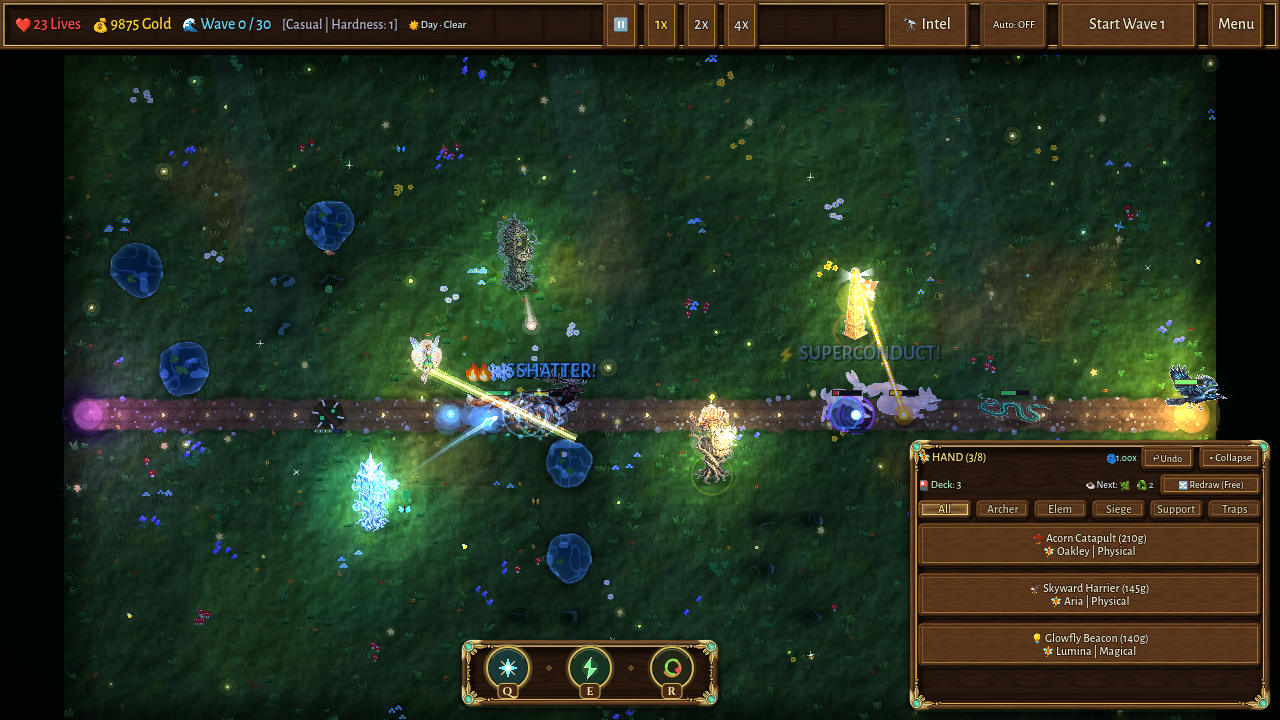 23 Lives 9875 Gold Wave 0 / 30 [Casual | Hardness: 1] Day · Clear
1x 2x 4x
Intel Auto: OFF Start Wave 1 Menu
SUPERCONDUCT!
SHATTER!
HAND (3/8) 1.00x Undo Collapse
Deck: 3 Next: 2 Redraw (Free)
All Archer Elem Siege Support Traps
Acorn Catapult (210g)
Oakley | Physical
Skyward Harrier (145g)
Aria | Physical
Glowfly Beacon (140g)
Lumina | Magical
Q E R